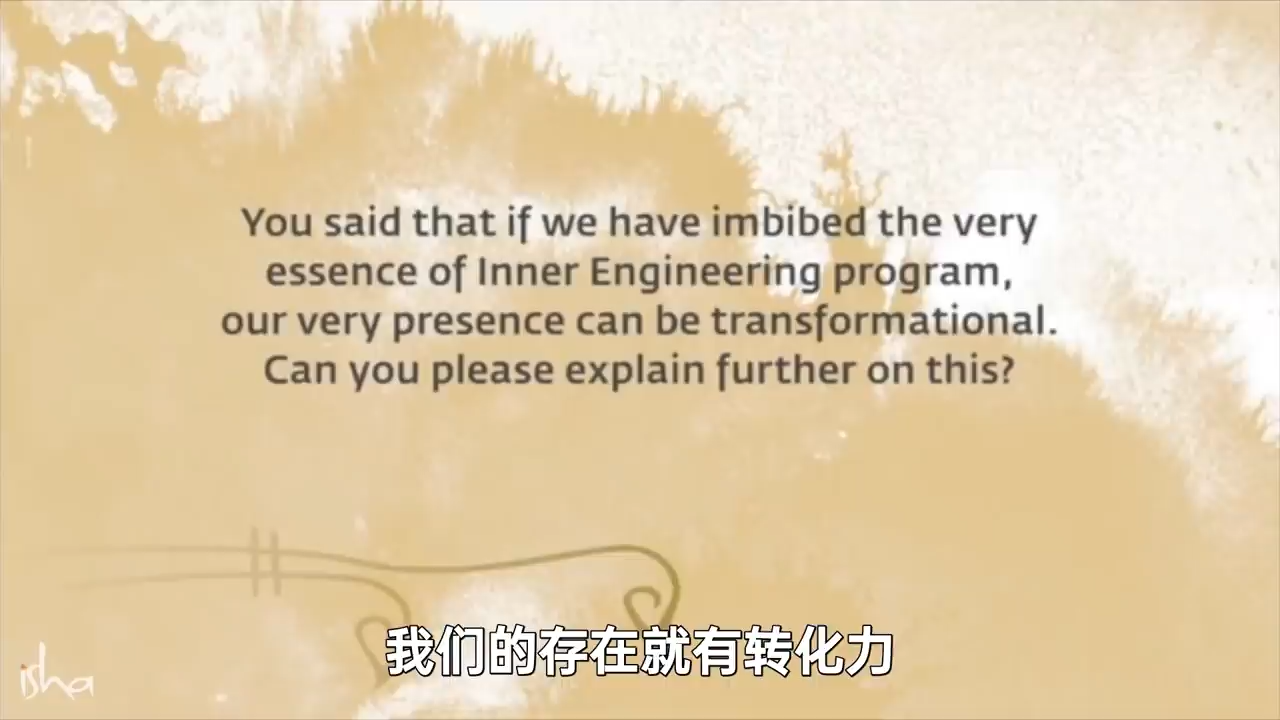 You said that if we have imbibed the very
essence of Inner Engineering program,
our very presence can be transformational.
Can you please explain further on this?
我们的存在就有转化力
isha